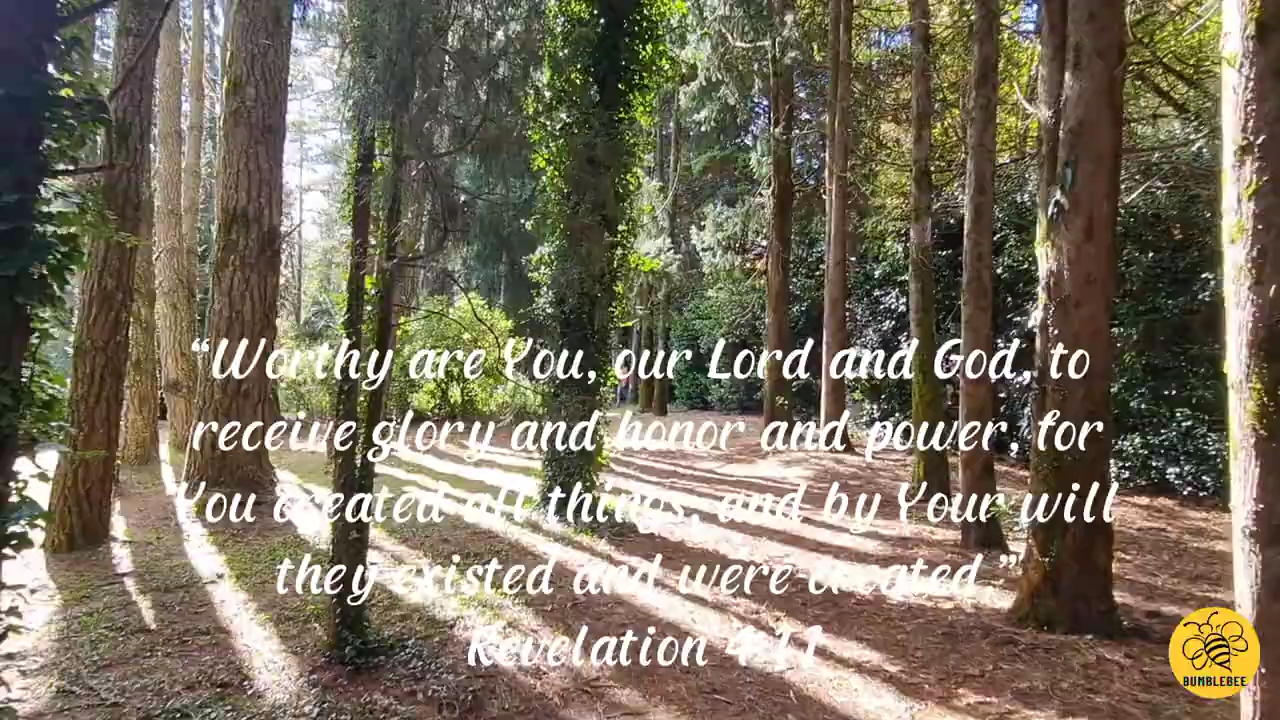 “Worthy are You, our Lord and God, to
receive glory and honor and power, for
You created all things, and by Your will
they existed and were created.”
Revelation 4:11
BUMBLEBEE